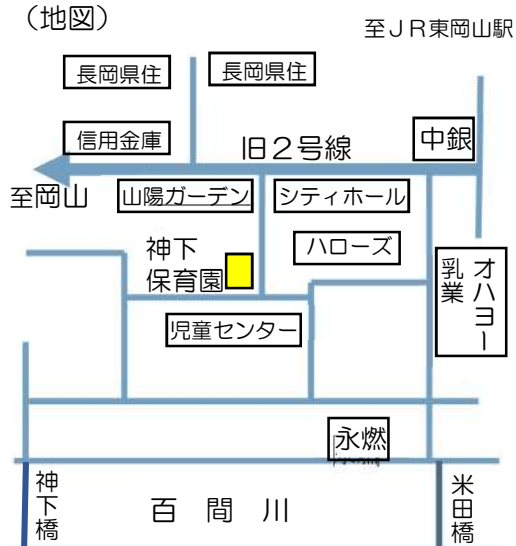 （地図）
至ＪＲ東岡山駅
長岡県住
長岡県住
信用金庫
旧２号線
中銀
至岡山
山陽ガーデン
シティホール
神下
保育園
ハローズ
オハヨー
乳業
児童センター
永燃
神下橋
百間川
米田橋